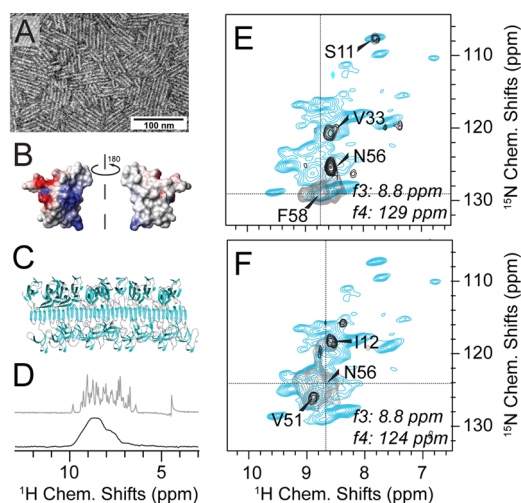 A
100 nm
B
180
C
D
10 5
¹H Chem. Shifts (ppm)
E
S11
V33
N56
F58
f3: 8.8 ppm
f4: 129 ppm
110
120
130
¹⁵N Chem. Shifts (ppm)
F
I12
N56
V51
f3: 8.8 ppm
f4: 124 ppm
110
120
130
¹⁵N Chem. Shifts (ppm)
10 9 8 7
¹H Chem. Shifts (ppm)